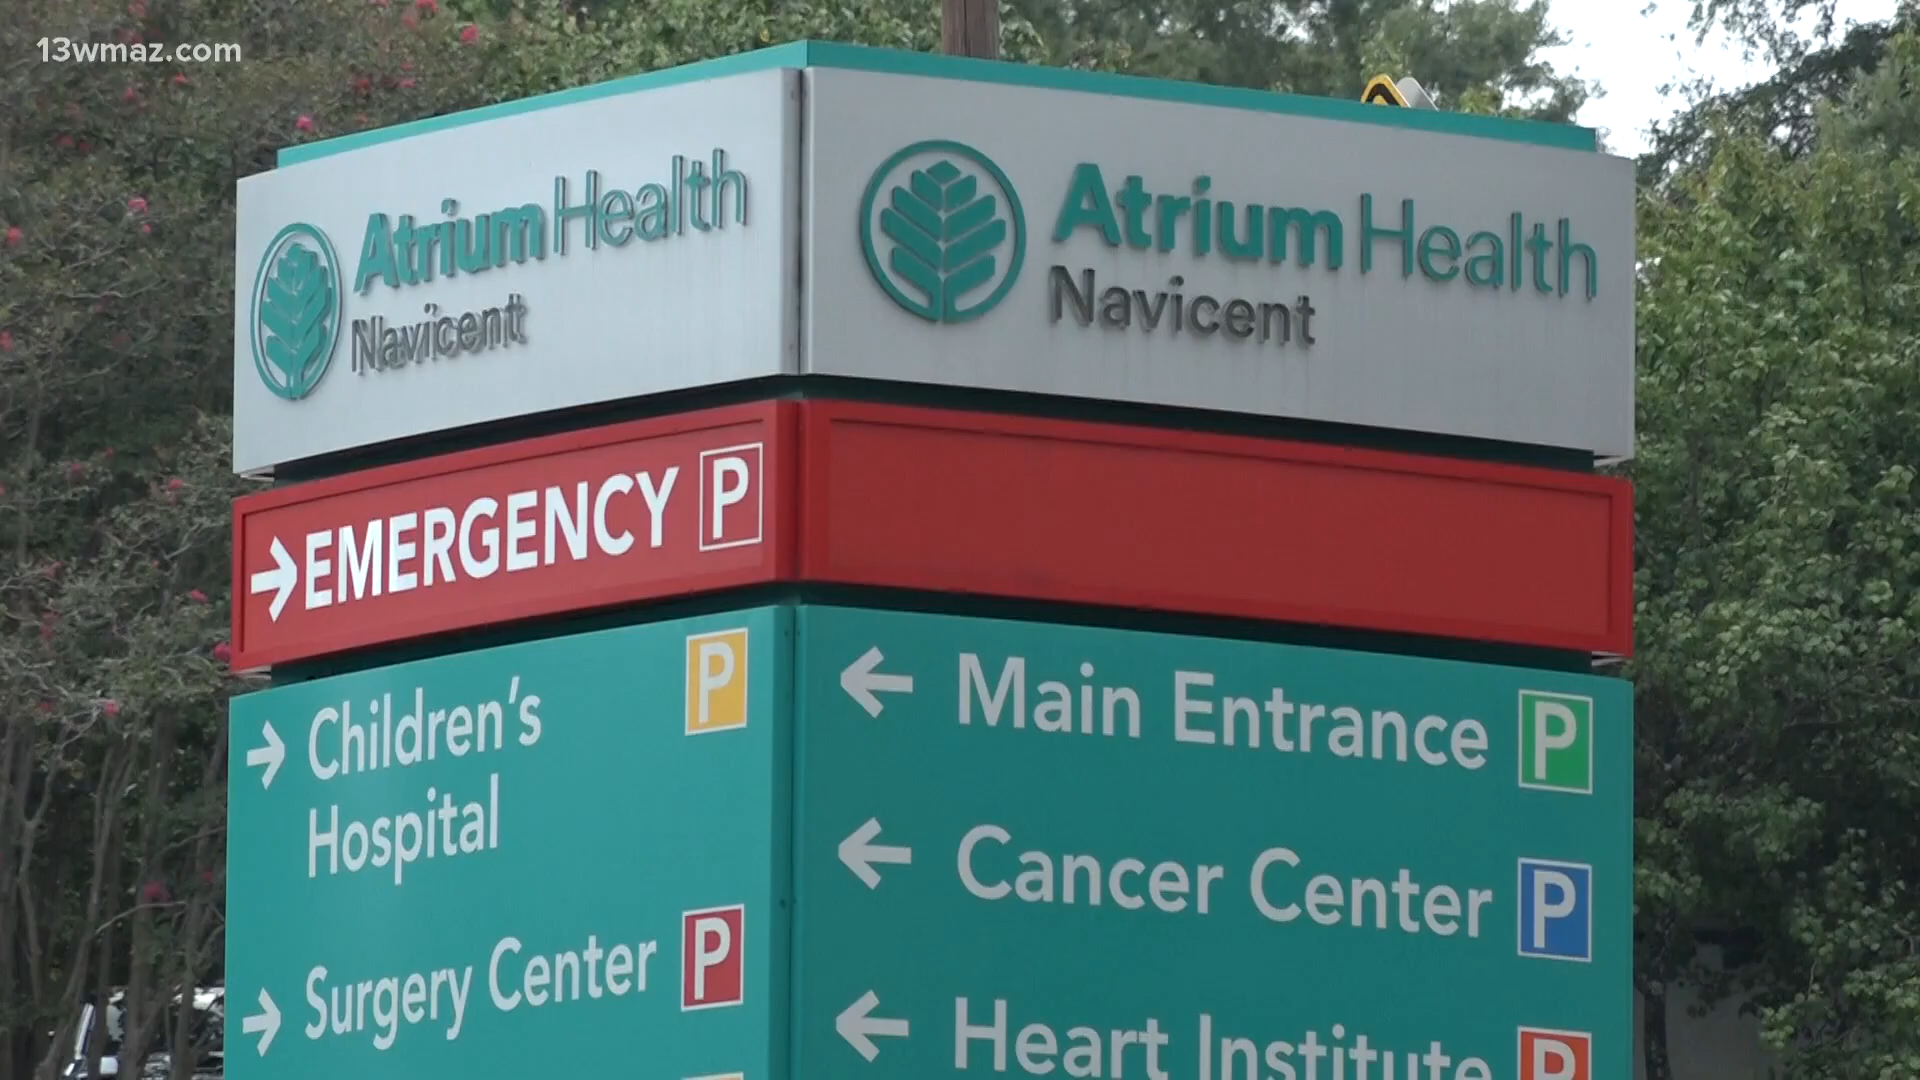 13wmaz.com
Atrium Health
Navicent
EMERGENCY P
Children's P
Hospital
Surgery Center P
Atrium Health
Navicent
Main Entrance P
Cancer Center P
Heart Institute P